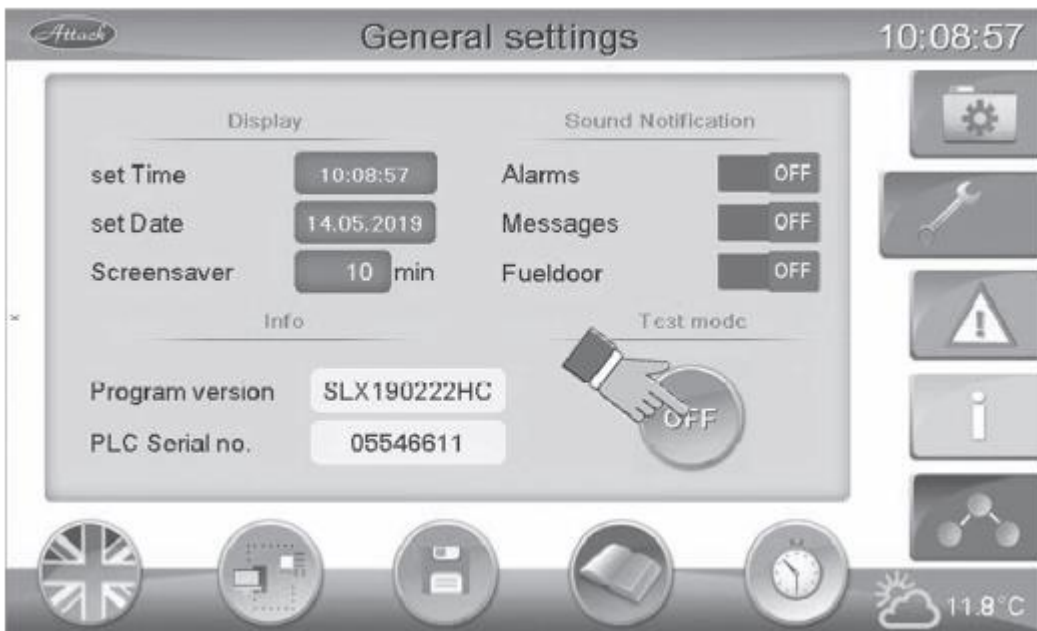 Attack
General settings
10:08:57
Display
set Time
10:08:57
set Date
14.05.2019
Screensaver
10 min
Sound Notification
Alarms
OFF
Messages
OFF
Fueldoor
OFF
Info
Program version
SLX190222HC
PLC Serial no.
05546611
Test mode
OFF
11.8°C